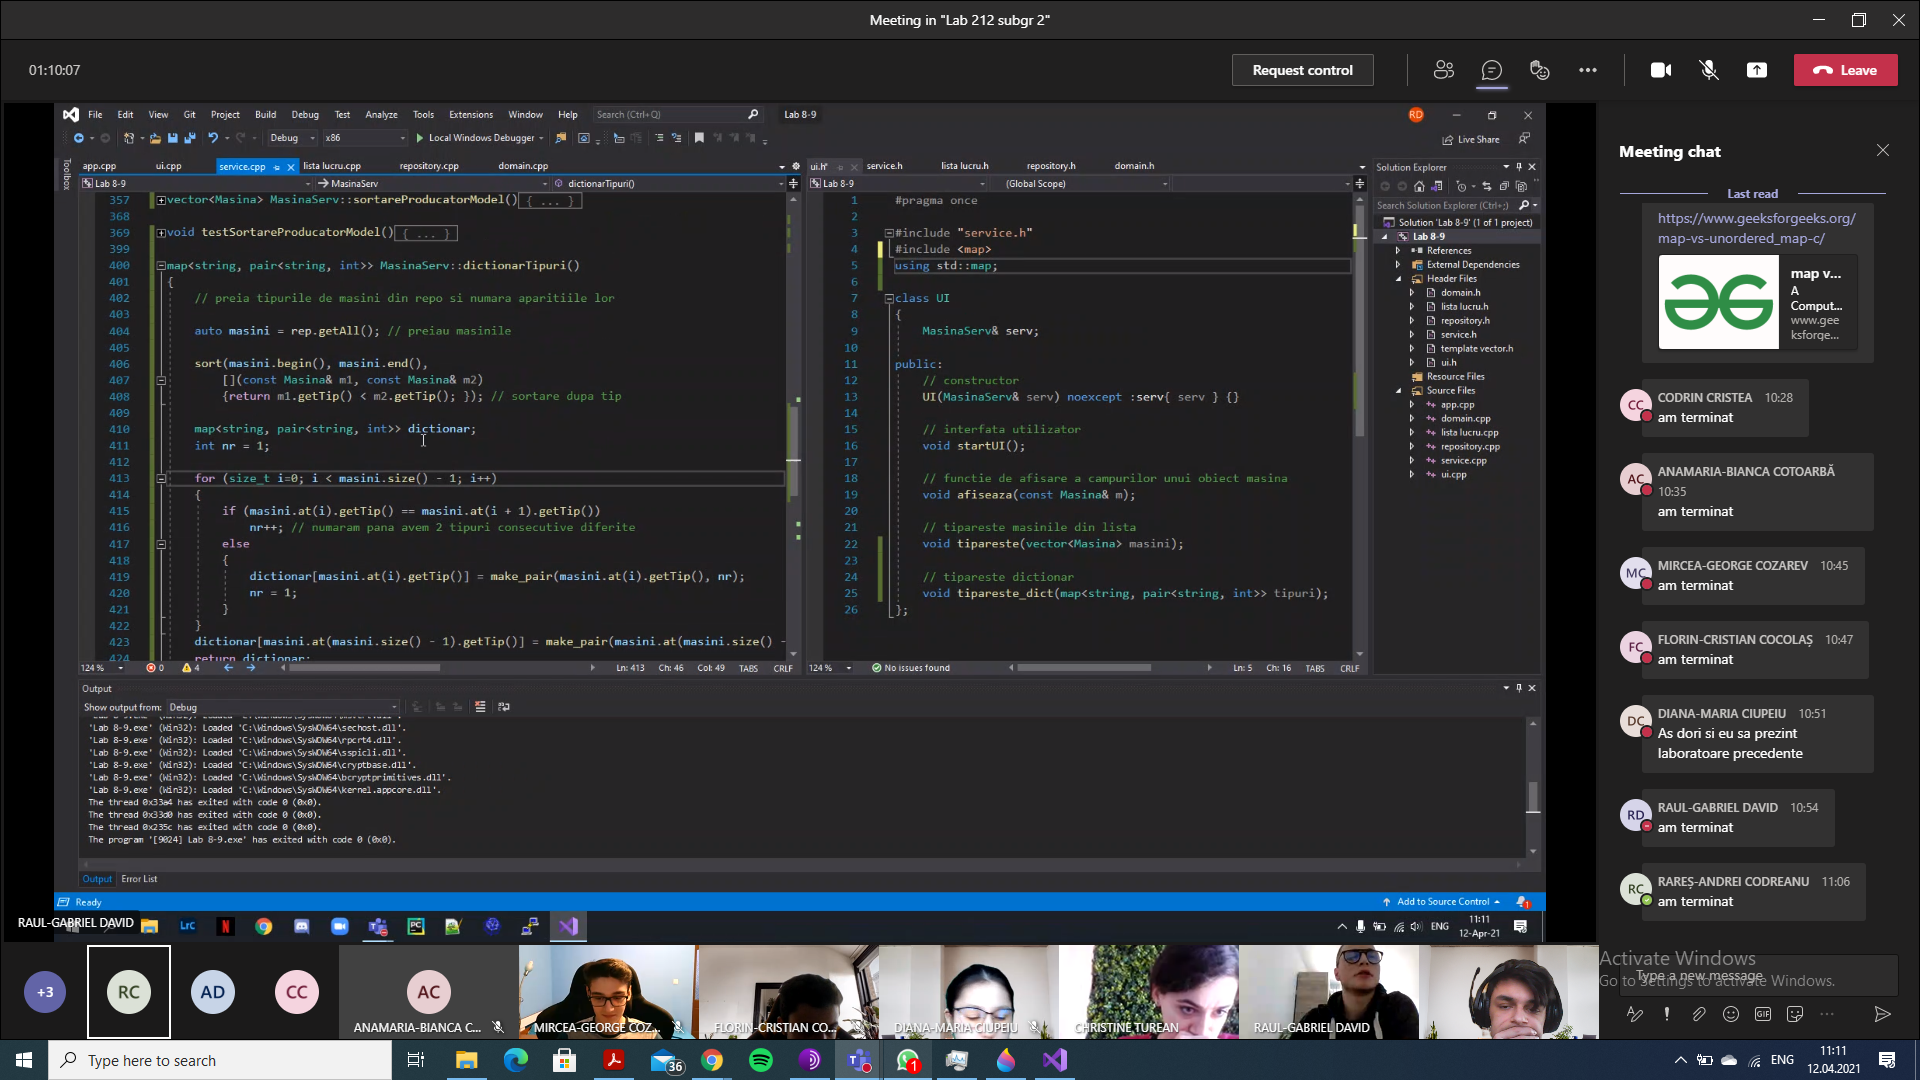 Meeting in "Lab 212 subgr 2"
01:10:07
Request control
Leave
File Edit View Git Project Build Debug Test Analyze Tools Extensions Window Help Search (Ctrl+Q) Lab 8-9
RD
Debug x86 Local Windows Debugger Live Share
Toolbox
app.cpp ui.cpp service.cpp lista lucru.cpp repository.cpp domain.cpp
Lab 8-9 MasinaServ dictionarTipuri()
357 vector<Masina> MasinaServ::sortareProducatorModel() { ... }
368
369 void testSortareProducatorModel() { ... }
399
400 map<string, pair<string, int>> MasinaServ::dictionarTipuri()
401 {
402 // preia tipurile de masini din repo si numara aparitiile lor
403
404 auto masini = rep.getAll(); // preiau masinile
405
406 sort(masini.begin(), masini.end(),
407 [](const Masina& m1, const Masina& m2)
408 {return m1.getTip() < m2.getTip(); }); // sortare dupa tip
409
410 map<string, pair<string, int>> dictionar;
411 int nr = 1;
412
413 for (size_t i=0; i < masini.size() - 1; i++)
414 {
415 if (masini.at(i).getTip() == masini.at(i + 1).getTip())
416 nr++; // numaram pana avem 2 tipuri consecutive diferite
417 else
418 {
419 dictionar[masini.at(i).getTip()] = make_pair(masini.at(i).getTip(), nr);
420 nr = 1;
421 }
422 }
423 dictionar[masini.at(masini.size() - 1).getTip()] = make_pair(masini.at(masini.size() -
424 return dictionar;
124 % 0 4 Ln: 413 Ch: 46 Col: 49 TABS CRLF
ui.h* service.h lista lucru.h repository.h domain.h
Lab 8-9 (Global Scope)
1 #pragma once
2
3 #include "service.h"
4 #include <map>
5 using std::map;
6
7 class UI
8 {
9 MasinaServ& serv;
10
11 public:
12 // constructor
13 UI(MasinaServ& serv) noexcept :serv{ serv } {}
14
15 // interfata utilizator
16 void startUI();
17
18 // functie de afisare a campurilor unui obiect masina
19 void afiseaza(const Masina& m);
20
21 // tipareste masinile din lista
22 void tipareste(vector<Masina> masini);
23
24 // tipareste dictionar
25 void tipareste_dict(map<string, pair<string, int>> tipuri);
26 };
124 % No issues found Ln: 5 Ch: 16 TABS CRLF
Solution Explorer
Search Solution Explorer (Ctrl+;)
Solution 'Lab 8-9' (1 of 1 project)
Lab 8-9
References
External Dependencies
Header Files
domain.h
lista lucru.h
repository.h
service.h
template vector.h
ui.h
Resource Files
Source Files
app.cpp
domain.cpp
lista lucru.cpp
repository.cpp
service.cpp
ui.cpp
Output
Show output from: Debug
'Lab 8-9.exe' (Win32): Loaded 'C:\Windows\SysWOW64\sechost.dll'.
'Lab 8-9.exe' (Win32): Loaded 'C:\Windows\SysWOW64\rpcrt4.dll'.
'Lab 8-9.exe' (Win32): Loaded 'C:\Windows\SysWOW64\sspicli.dll'.
'Lab 8-9.exe' (Win32): Loaded 'C:\Windows\SysWOW64\cryptbase.dll'.
'Lab 8-9.exe' (Win32): Loaded 'C:\Windows\SysWOW64\bcryptprimitives.dll'.
'Lab 8-9.exe' (Win32): Loaded 'C:\Windows\SysWOW64\kernel.appcore.dll'.
The thread 0x33a4 has exited with code 0 (0x0).
The thread 0x33d0 has exited with code 0 (0x0).
The thread 0x235c has exited with code 0 (0x0).
The program '[9024] Lab 8-9.exe' has exited with code 0 (0x0).
Output Error List
Ready Add to Source Control 1
RAUL-GABRIEL DAVID LrC N PC ENG 11:11
12-Apr-21
Meeting chat
Last read
https://www.geeksforgeeks.org/
map-vs-unordered_map-c/
map v...
A
Comput...
www.gee
ksforge...
CC CODRIN CRISTEA 10:28
am terminat
AC ANAMARIA-BIANCA COTOARBĂ
10:35
am terminat
MC MIRCEA-GEORGE COZAREV 10:45
am terminat
FC FLORIN-CRISTIAN COCOLAȘ 10:47
am terminat
DC DIANA-MARIA CIUPEIU 10:51
As dori si eu sa prezint
laboratoare precedente
RD RAUL-GABRIEL DAVID 10:54
am terminat
RC RAREȘ-ANDREI CODREANU 11:06
am terminat
Activate Windows
Type a new message
Go to Settings to activate Windows.
GIF
+3 RC AD CC AC
ANAMARIA-BIANCA C... MIRCEA-GEORGE COZ... FLORIN-CRISTIAN CO... DIANA-MARIA CIUPEIU CHRISTINE TUREAN RAUL-GABRIEL DAVID
Type here to search 36 1 ENG 11:11
12.04.2021